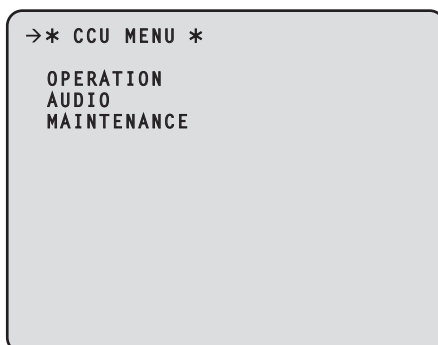 →* CCU MENU *
OPERATION
AUDIO
MAINTENANCE